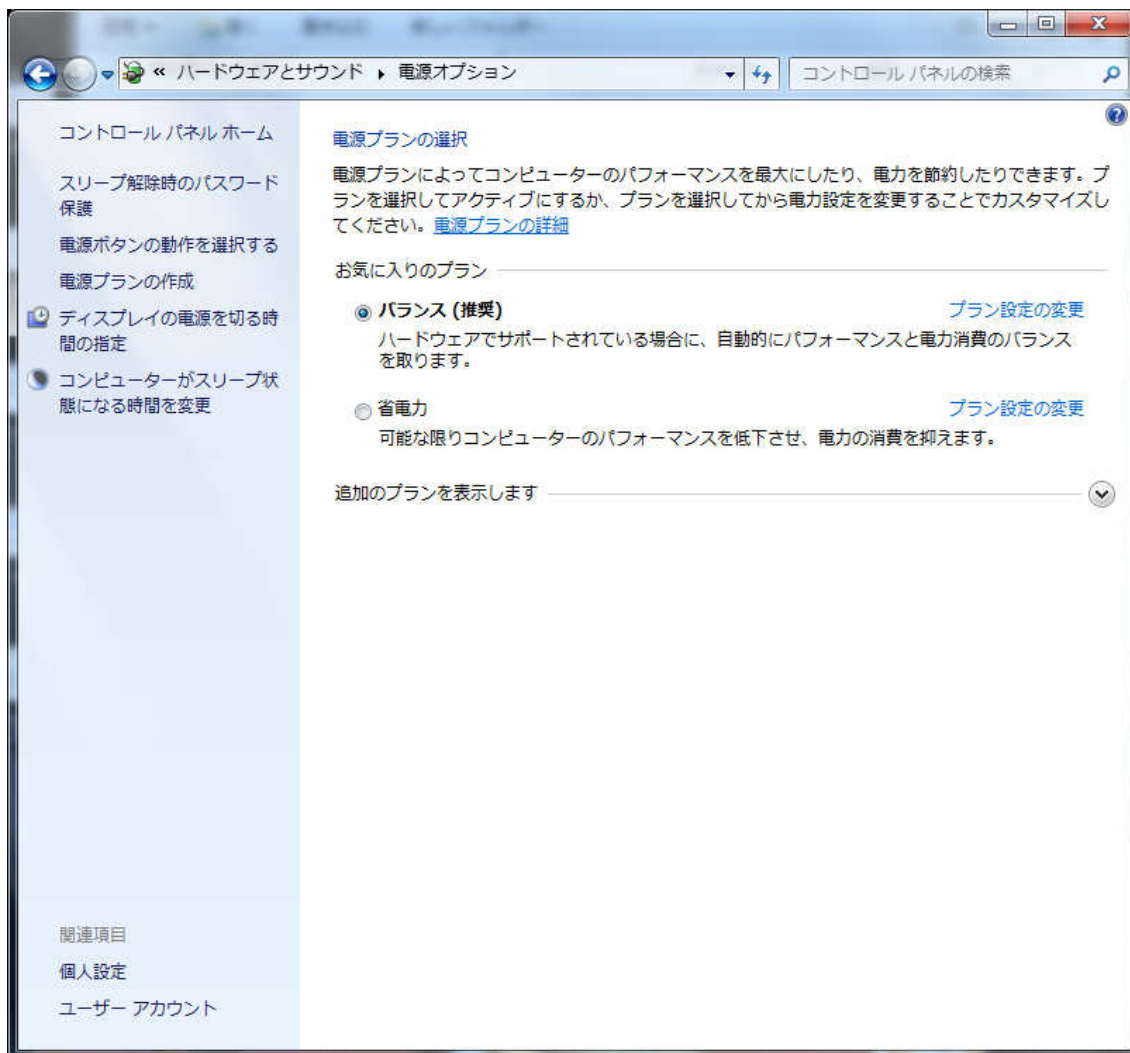 « ハードウェアとサウンド ▸ 電源オプション
コントロール パネルの検索
コントロール パネル ホーム
スリープ解除時のパスワード
保護
電源ボタンの動作を選択する
電源プランの作成
ディスプレイの電源を切る時
間の指定
コンピューターがスリープ状
態になる時間を変更
関連項目
個人設定
ユーザー アカウント
電源プランの選択
電源プランによってコンピューターのパフォーマンスを最大にしたり、電力を節約したりできます。プ
ランを選択してアクティブにするか、プランを選択してから電力設定を変更することでカスタマイズし
てください。電源プランの詳細
お気に入りのプラン
バランス (推奨) プラン設定の変更
ハードウェアでサポートされている場合に、自動的にパフォーマンスと電力消費のバランス
を取ります。
省電力 プラン設定の変更
可能な限りコンピューターのパフォーマンスを低下させ、電力の消費を抑えます。
追加のプランを表示します